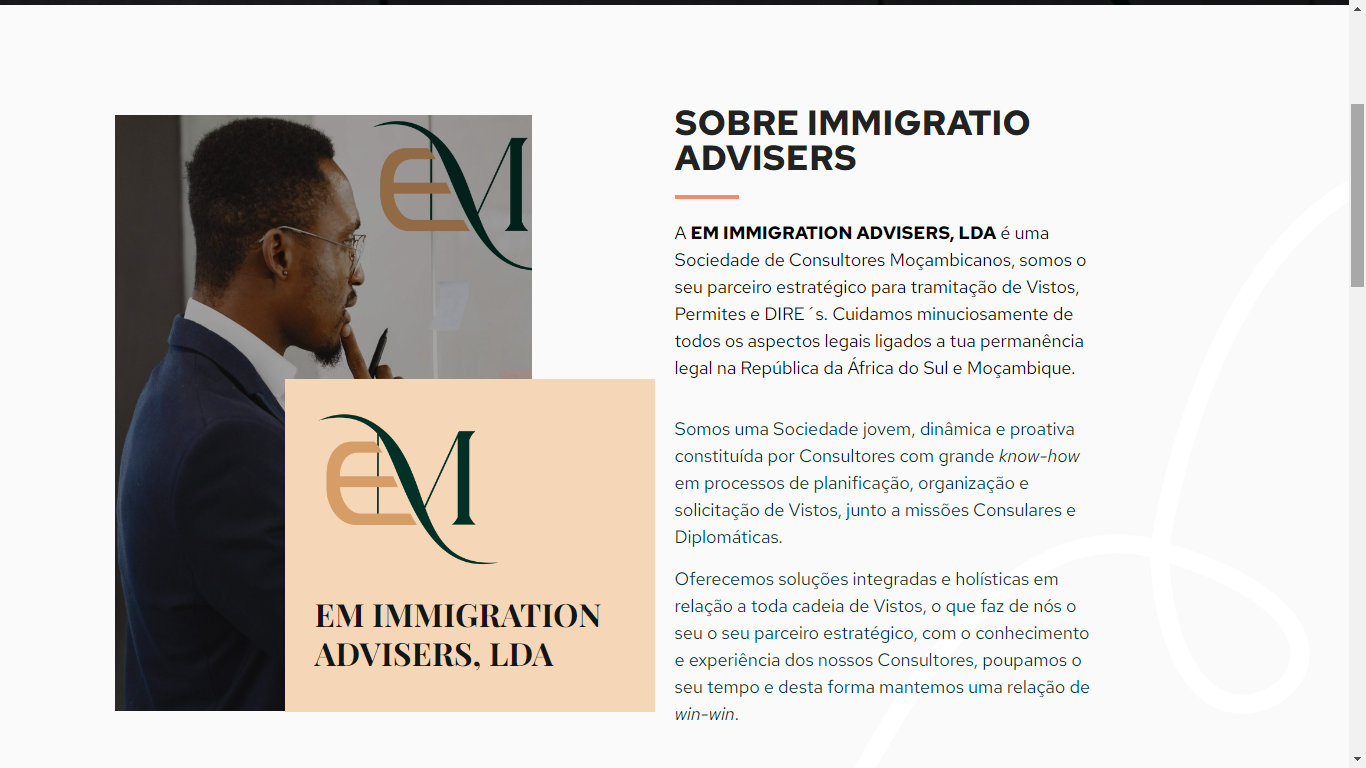 EM
SOBRE IMMIGRATIO
ADVISERS
A EM IMMIGRATION ADVISERS, LDA é uma
Sociedade de Consultores Moçambicanos, somos o
seu parceiro estratégico para tramitação de Vistos,
Permites e DIRE´s. Cuidamos minuciosamente de
todos os aspectos legais ligados a tua permanência
legal na República da África do Sul e Moçambique.
Somos uma Sociedade jovem, dinâmica e proativa
constituída por Consultores com grande know-how
em processos de planificação, organização e
solicitação de Vistos, junto a missões Consulares e
Diplomáticas.
Oferecemos soluções integradas e holísticas em
relação a toda cadeia de Vistos, o que faz de nós o
seu o seu parceiro estratégico, com o conhecimento
e experiência dos nossos Consultores, poupamos o
seu tempo e desta forma mantemos uma relação de
win-win.
EM
EM IMMIGRATION
ADVISERS, LDA